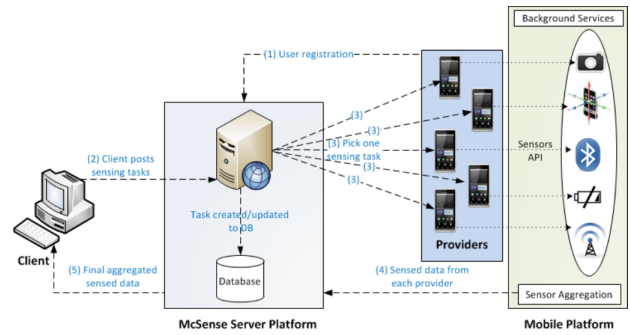 Background Services
(1) User registration
(3)
(3)
(2) Client posts
sensing tasks
(3) Pick one
sensing task
Sensors
API
(3)
(3)
Task created/updated
to DB
Providers
Client
(5) Final aggregated
sensed data
Database
(4) Sensed data from
each provider
Sensor Aggregation
McSense Server Platform
Mobile Platform